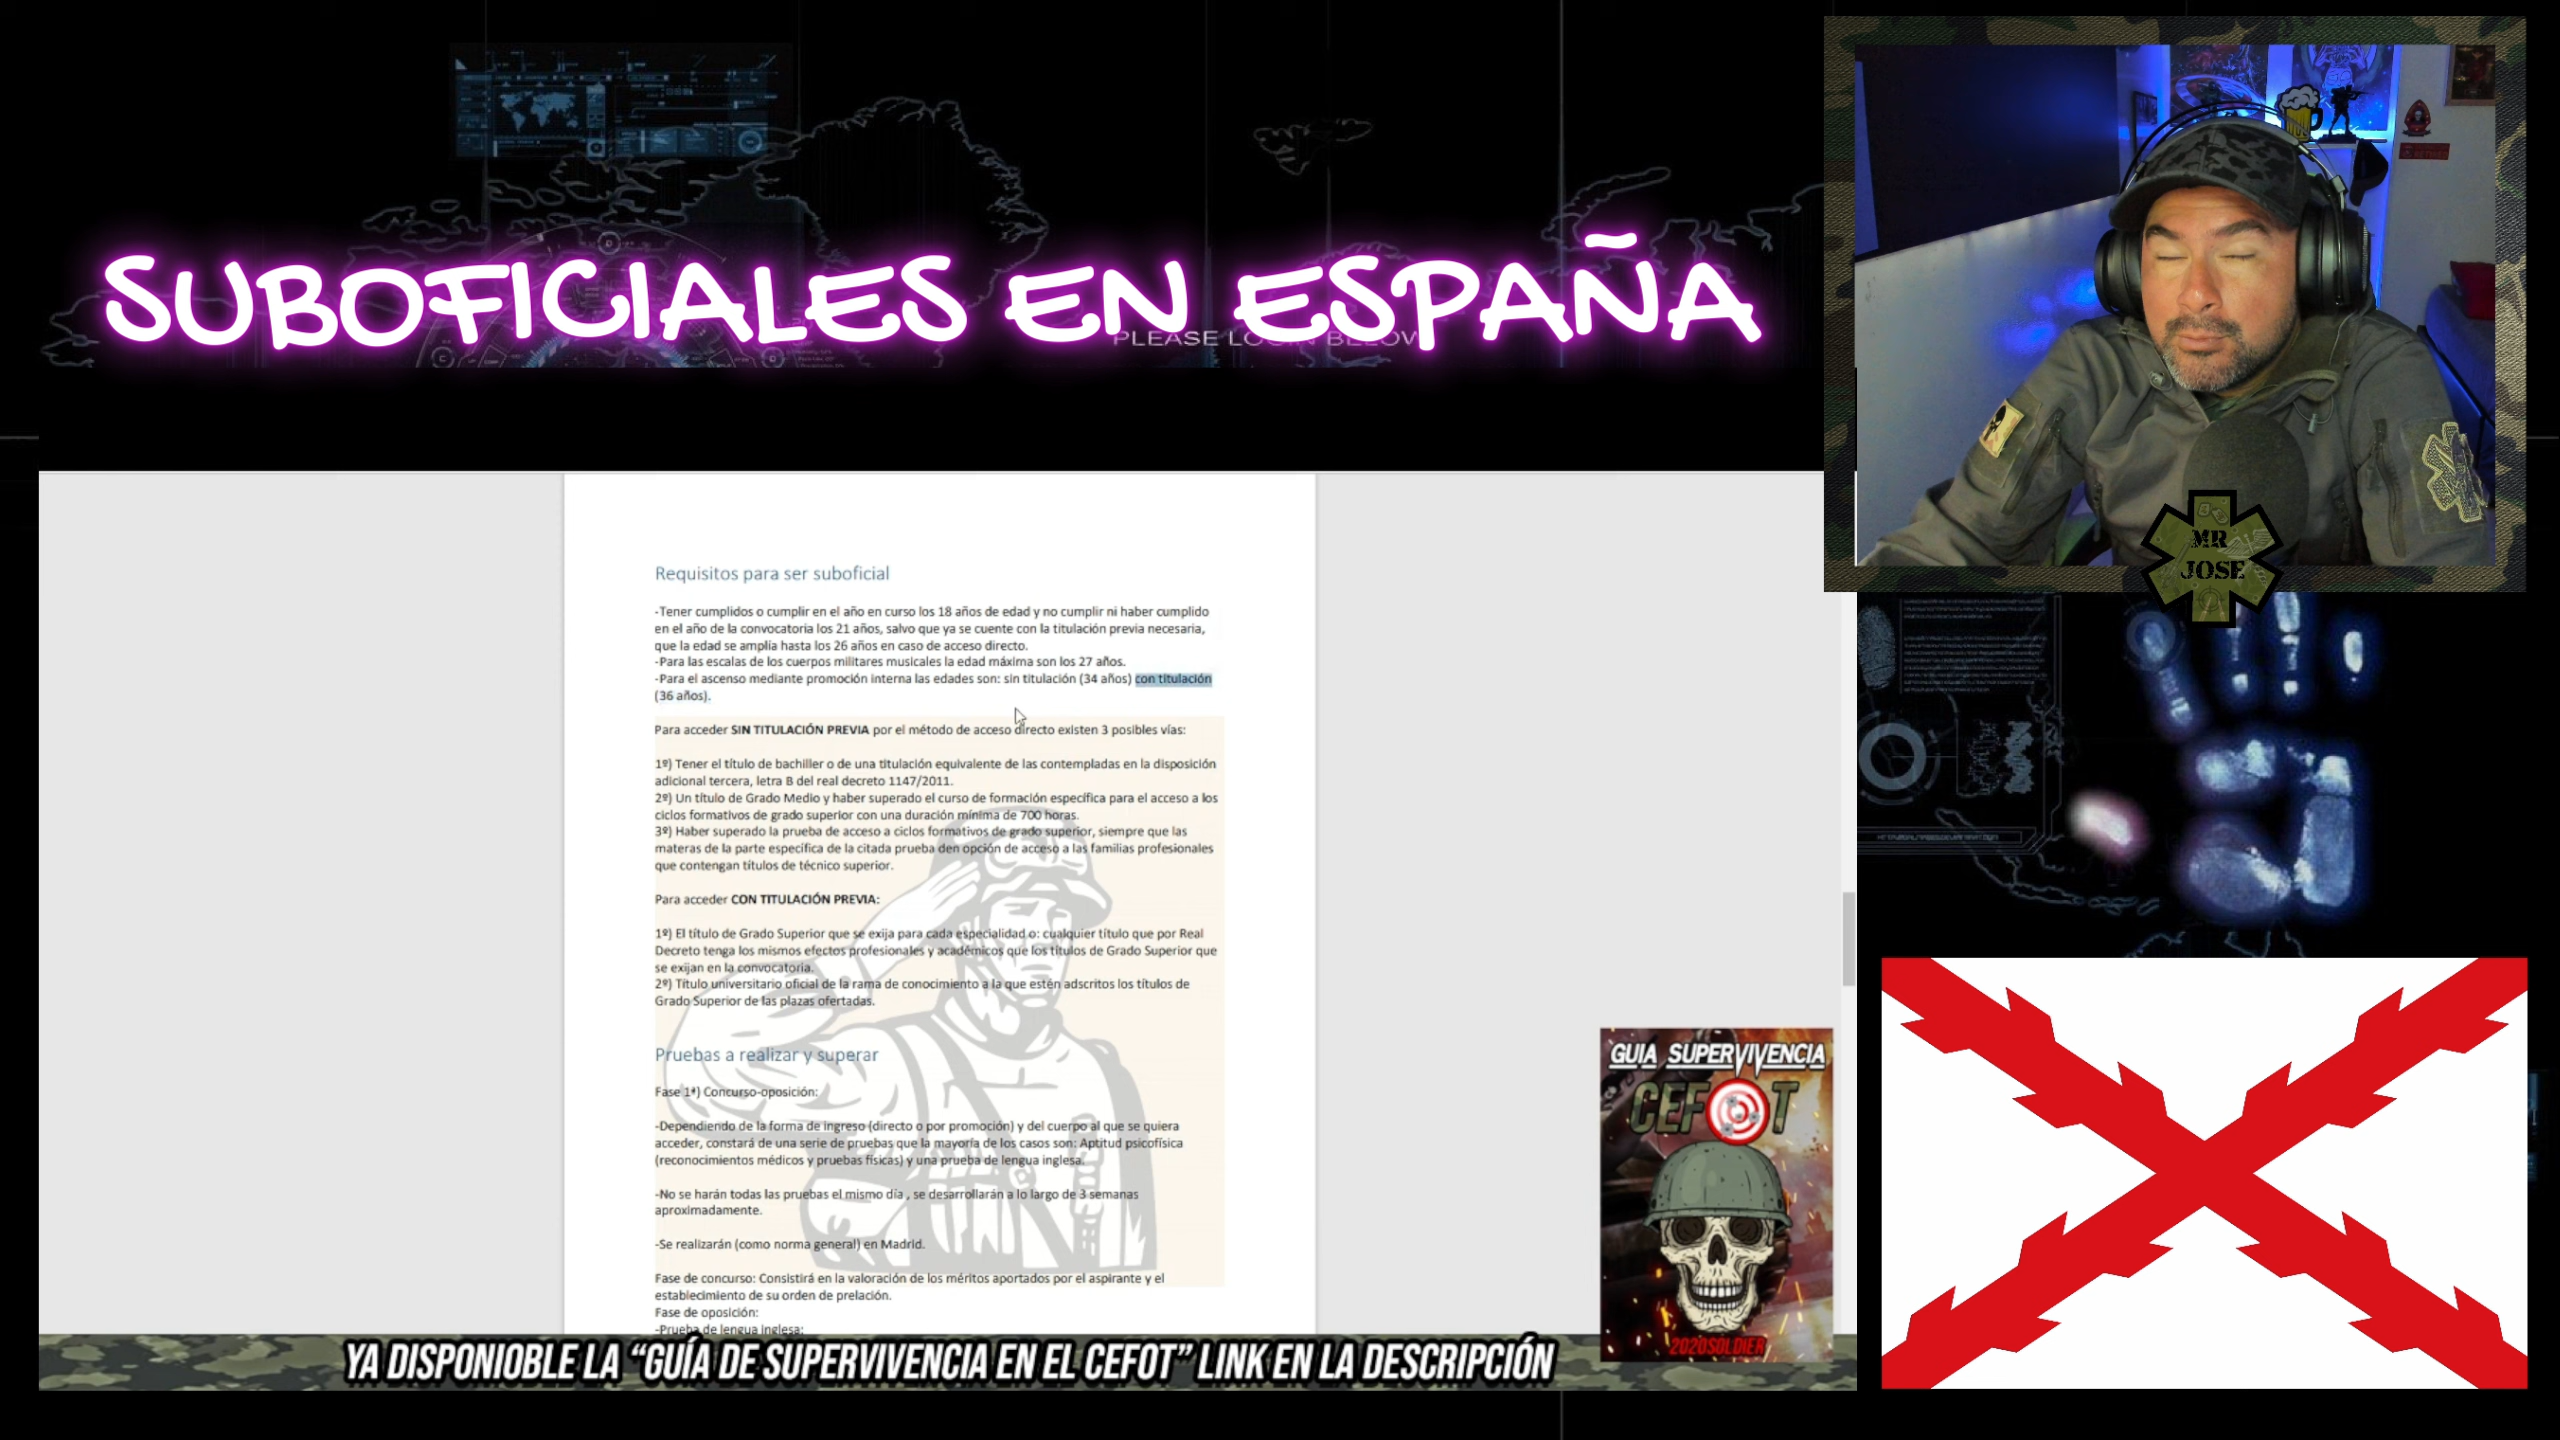 SUBOFICIALES EN ESPAÑA
PLEASE LOGIN BELOW
MR
JOSE
Requisitos para ser suboficial
-Tener cumplidos o cumplir en el año en curso los 18 años de edad y no cumplir ni haber cumplido
en el año de la convocatoria los 21 años, salvo que ya se cuente con la titulación previa necesaria,
que la edad se amplía hasta los 26 años en caso de acceso directo.
-Para las escalas de los cuerpos militares musicales la edad máxima son los 27 años.
-Para el ascenso mediante promoción interna las edades son: sin titulación (34 años) con titulación
(36 años).
Para acceder SIN TITULACIÓN PREVIA por el método de acceso directo existen 3 posibles vías:
1º) Tener el título de bachiller o de una titulación equivalente de las contempladas en la disposición
adicional tercera, letra B del real decreto 1147/2011.
2º) Un título de Grado Medio y haber superado el curso de formación específica para el acceso a los
ciclos formativos de grado superior con una duración mínima de 700 horas.
3º) Haber superado la prueba de acceso a ciclos formativos de grado superior, siempre que las
materas de la parte específica de la citada prueba den opción de acceso a las familias profesionales
que contengan títulos de técnico superior.
Para acceder CON TITULACIÓN PREVIA:
1º) El título de Grado Superior que se exija para cada especialidad o: cualquier título que por Real
Decreto tenga los mismos efectos profesionales y académicos que los títulos de Grado Superior que
se exijan en la convocatoria.
2º) Título universitario oficial de la rama de conocimiento a la que estén adscritos los títulos de
Grado Superior de las plazas ofertadas.
Pruebas a realizar y superar
Fase 1ª) Concurso-oposición:
-Dependiendo de la forma de ingreso (directo o por promoción) y del cuerpo al que se quiera
acceder, constará de una serie de pruebas que la mayoría de los casos son: Aptitud psicofísica
(reconocimientos médicos y pruebas físicas) y una prueba de lengua inglesa.
-No se harán todas las pruebas el mismo día , se desarrollarán a lo largo de 3 semanas
aproximadamente.
-Se realizarán (como norma general) en Madrid.
Fase de concurso: Consistirá en la valoración de los méritos aportados por el aspirante y el
establecimiento de su orden de prelación.
Fase de oposición:
-Prueba de lengua inglesa:
GUIA SUPERVIVENCIA
CEFOT
2020SOLDIER
YA DISPONIOBLE LA “GUÍA DE SUPERVIVENCIA EN EL CEFOT” LINK EN LA DESCRIPCIÓN